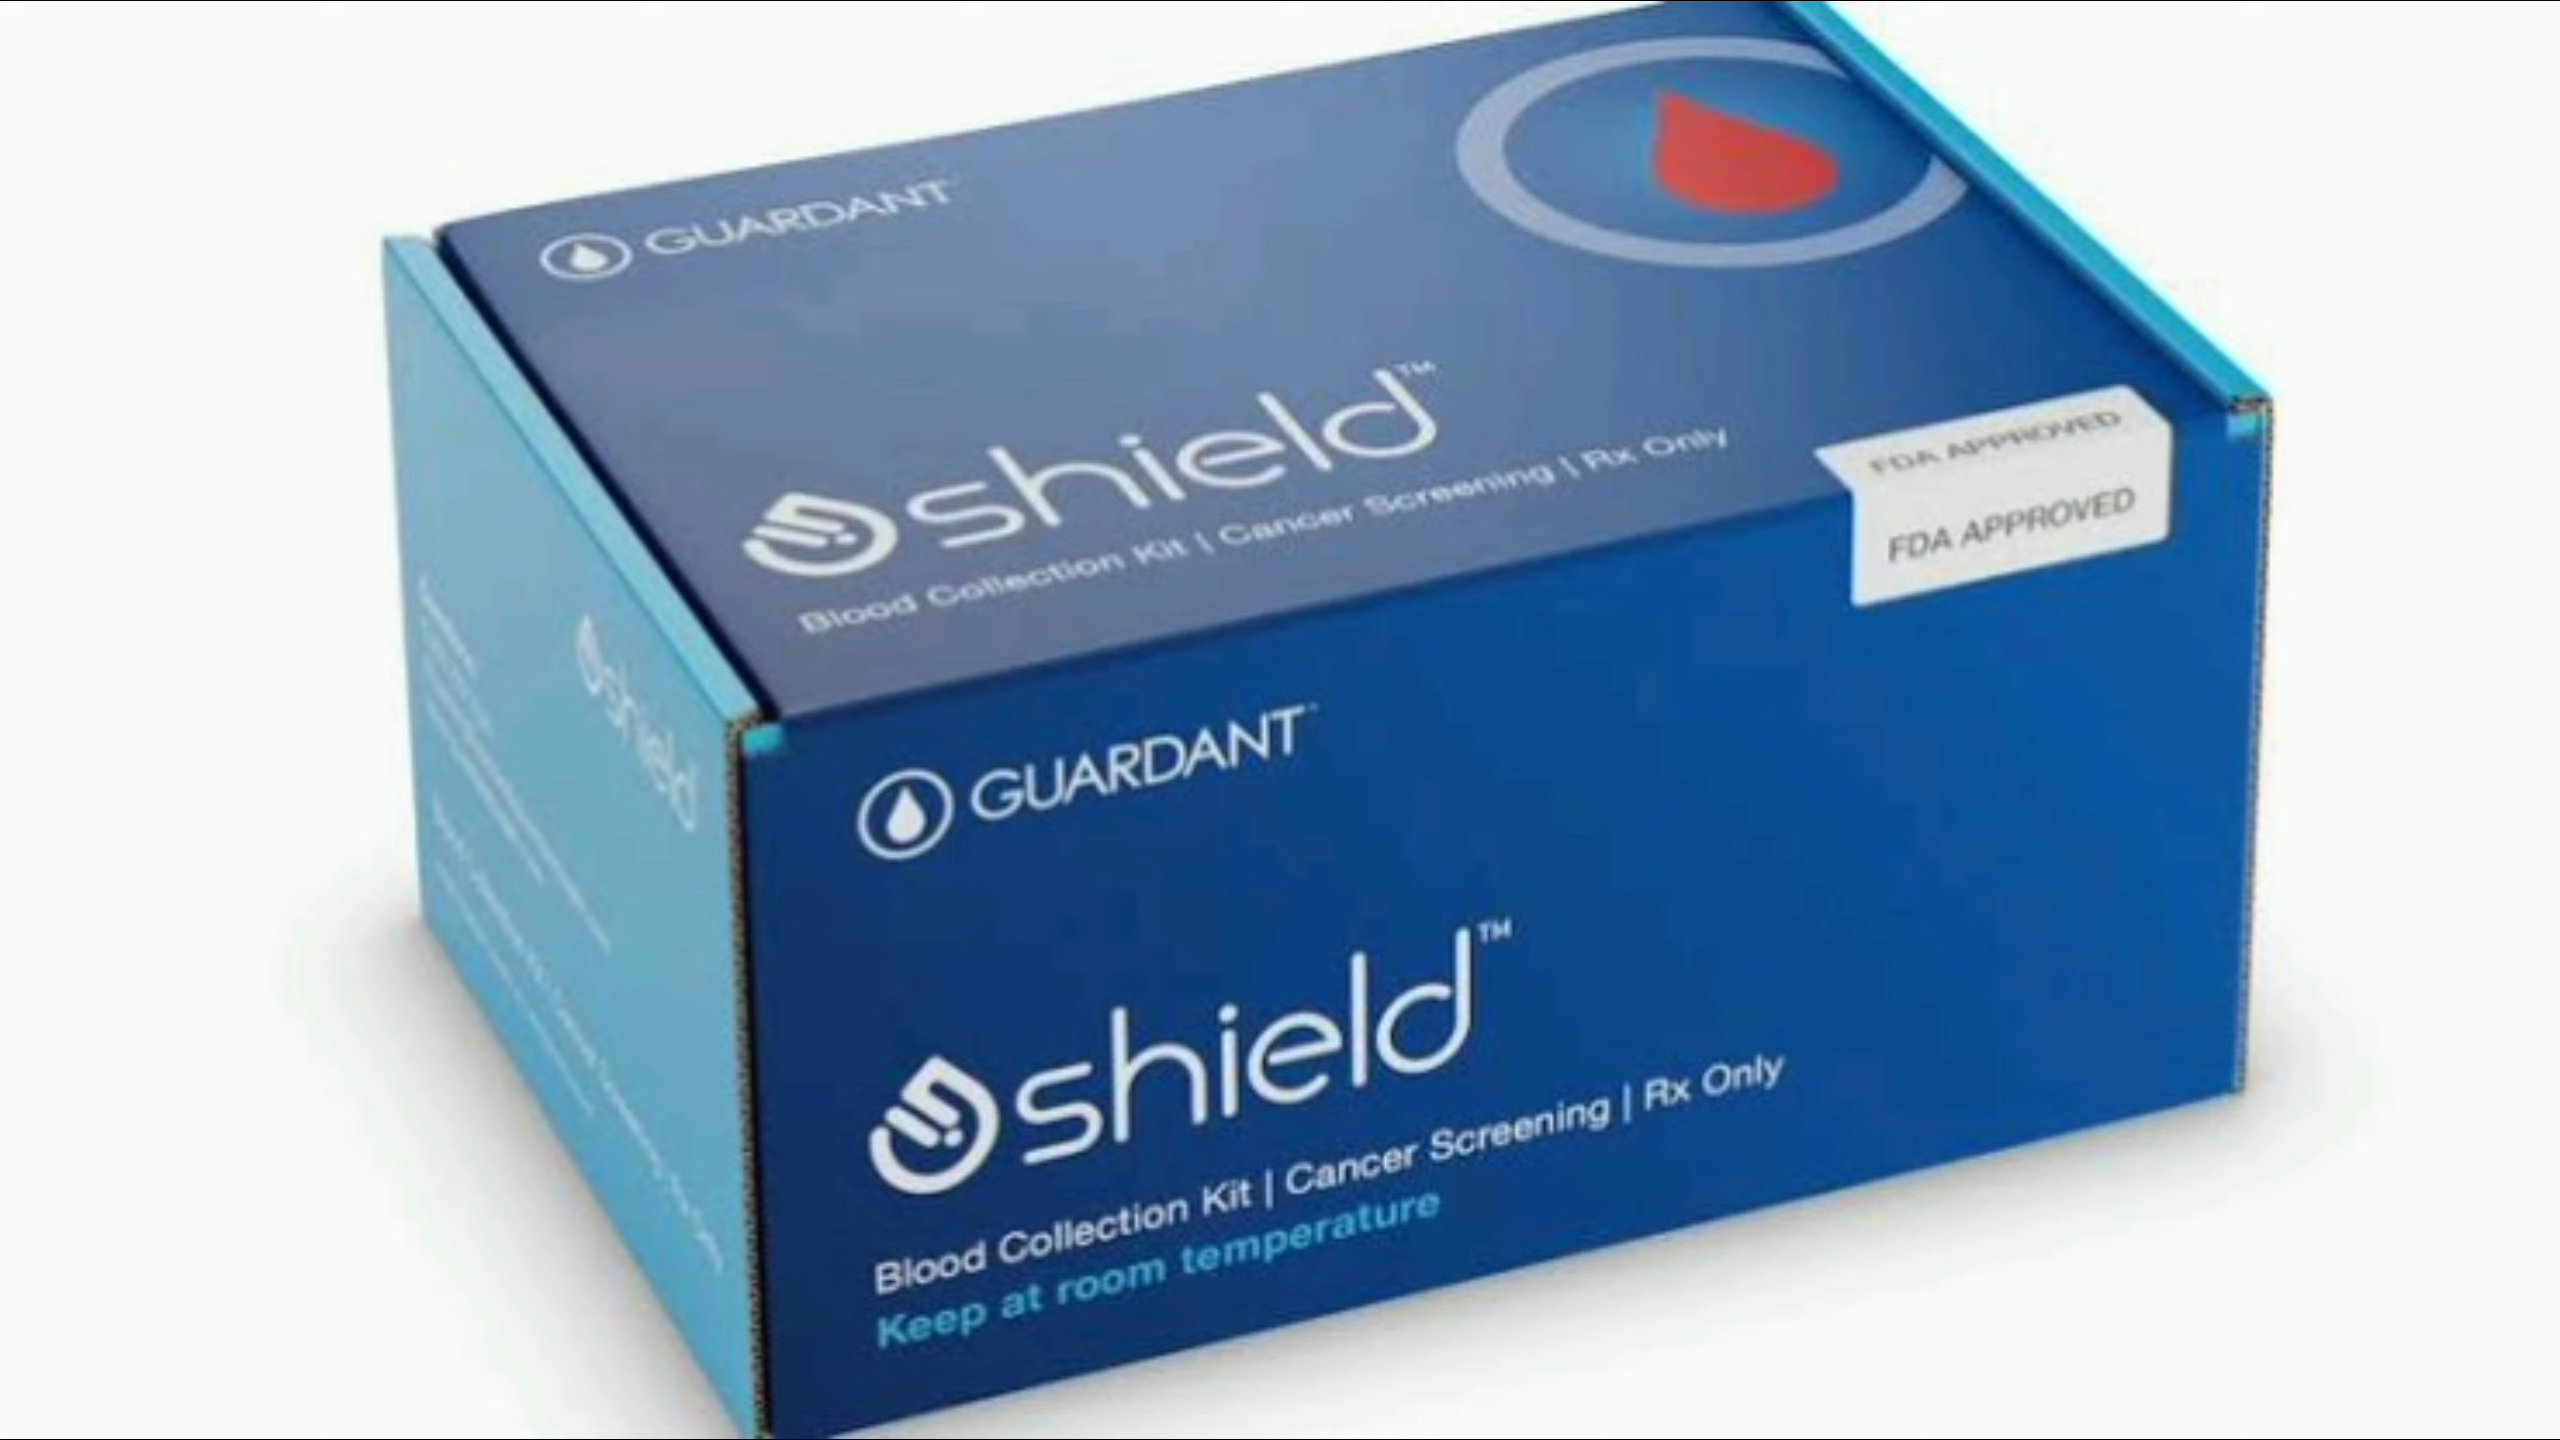 GUARDANT
shield™
Blood Collection Kit | Cancer Screening | Rx Only
FDA APPROVED
FDA APPROVED
GUARDANT
shield™
Blood Collection Kit | Cancer Screening | Rx Only
Keep at room temperature
shield